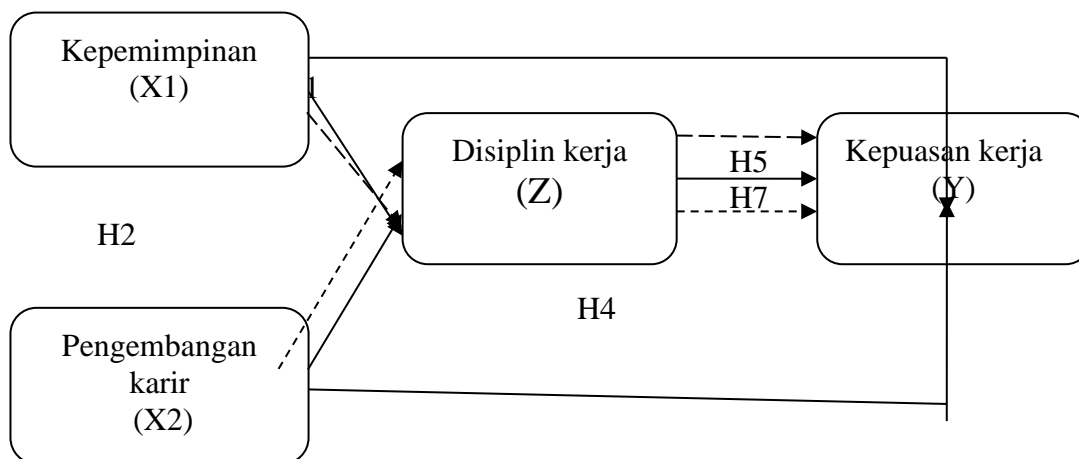 Kepemimpinan
(X1)
1
Disiplin kerja
(Z)
H5
H7
Kepuasan kerja
(Y)
H2
H4
Pengembangan
karir
(X2)